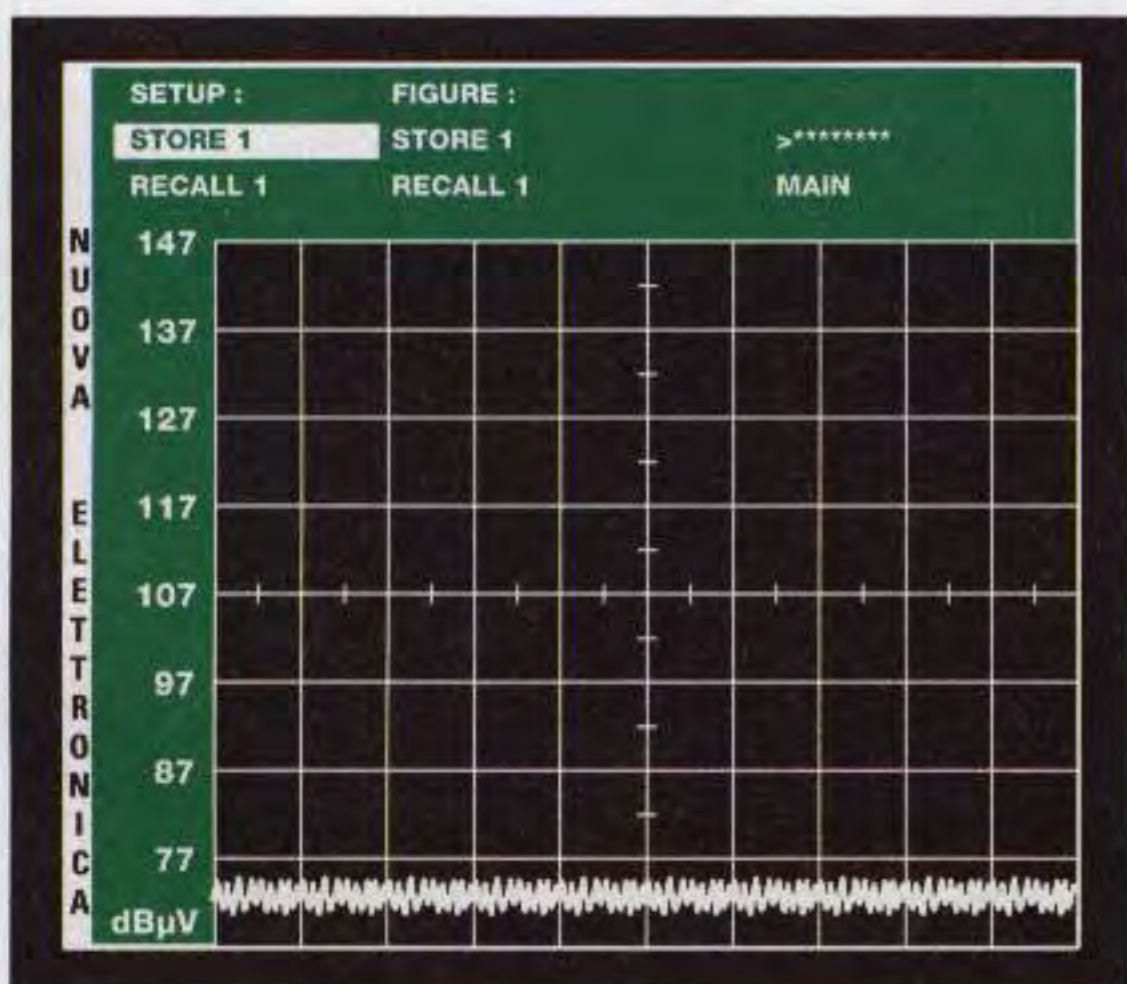 SETUP : FIGURE :
STORE 1 STORE 1 >********
RECALL 1 RECALL 1 MAIN
NUOVA ELETTRONICA
147
137
127
117
107
97
87
77
dBµV